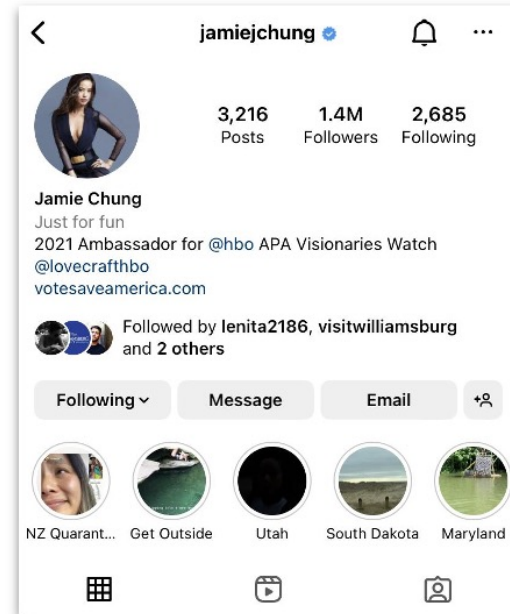 jamiejchung
3,216 1.4M 2,685
Posts Followers Following
Jamie Chung
Just for fun
2021 Ambassador for @hbo APA Visionaries Watch
@lovecrafthbo
votesaveamerica.com
Followed by lenita2186, visitwilliamsburg
and 2 others
Following Message Email
NZ Quarant... Get Outside Utah South Dakota Maryland